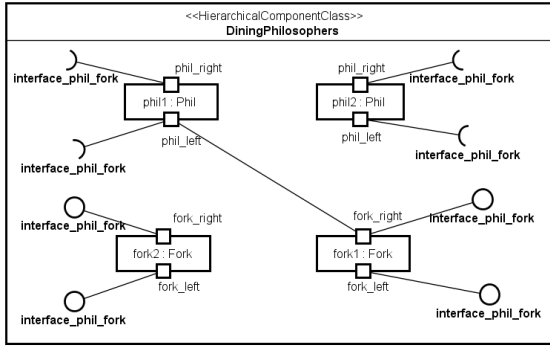 <<HierarchicalComponentClass>>
DiningPhilosophers
phil_right
phil_right
interface_phil_fork
interface_phil_fork
phil1 : Phil
phil2 : Phil
phil_left
phil_left
interface_phil_fork
interface_phil_fork
fork_right
fork_right
interface_phil_fork
interface_phil_fork
fork2 : Fork
fork1 : Fork
fork_left
fork_left
interface_phil_fork
interface_phil_fork